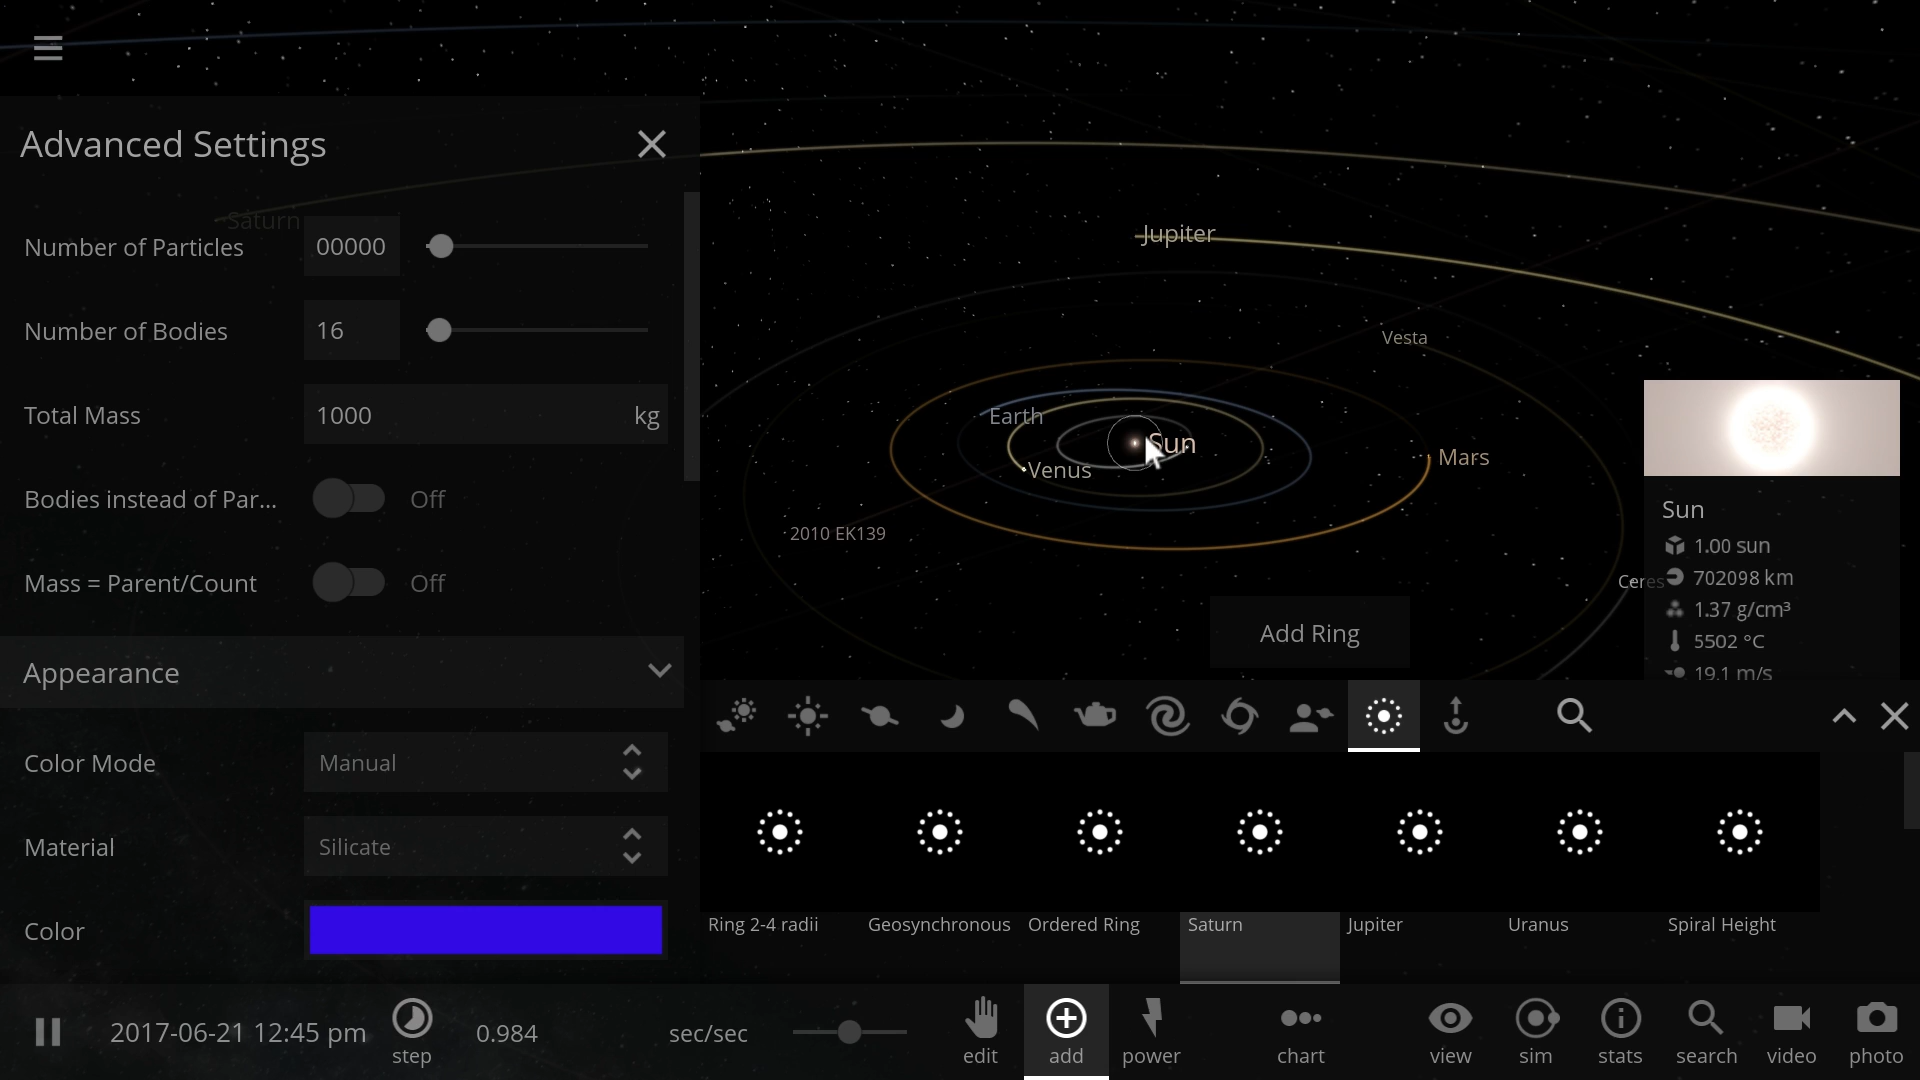 Advanced Settings
Saturn
Number of Particles 00000
Number of Bodies 16
Total Mass 1000 kg
Bodies instead of Par... Off
Mass = Parent/Count Off
Appearance
Color Mode Manual
Material Silicate
Color
Jupiter
Vesta
Earth
Sun
Venus
Mars
2010 EK139
Ceres
Sun
1.00 sun
702098 km
1.37 g/cm³
5502 °C
19.1 m/s
Add Ring
Ring 2-4 radii Geosynchronous Ordered Ring Saturn Jupiter Uranus Spiral Height
2017-06-21 12:45 pm step 0.984 sec/sec
edit add power chart view sim stats search video photo